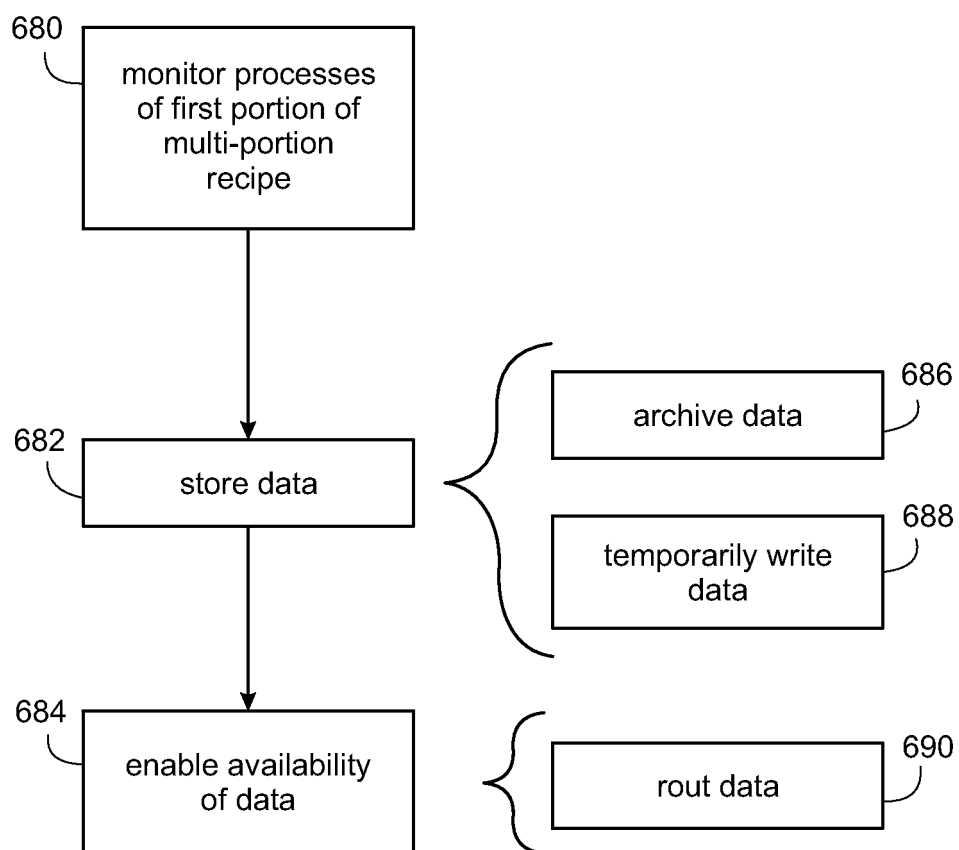 680
monitor processes
of first portion of
multi-portion
recipe
682
store data
686
archive data
688
temporarily write
data
684
enable availability
of data
690
rout data